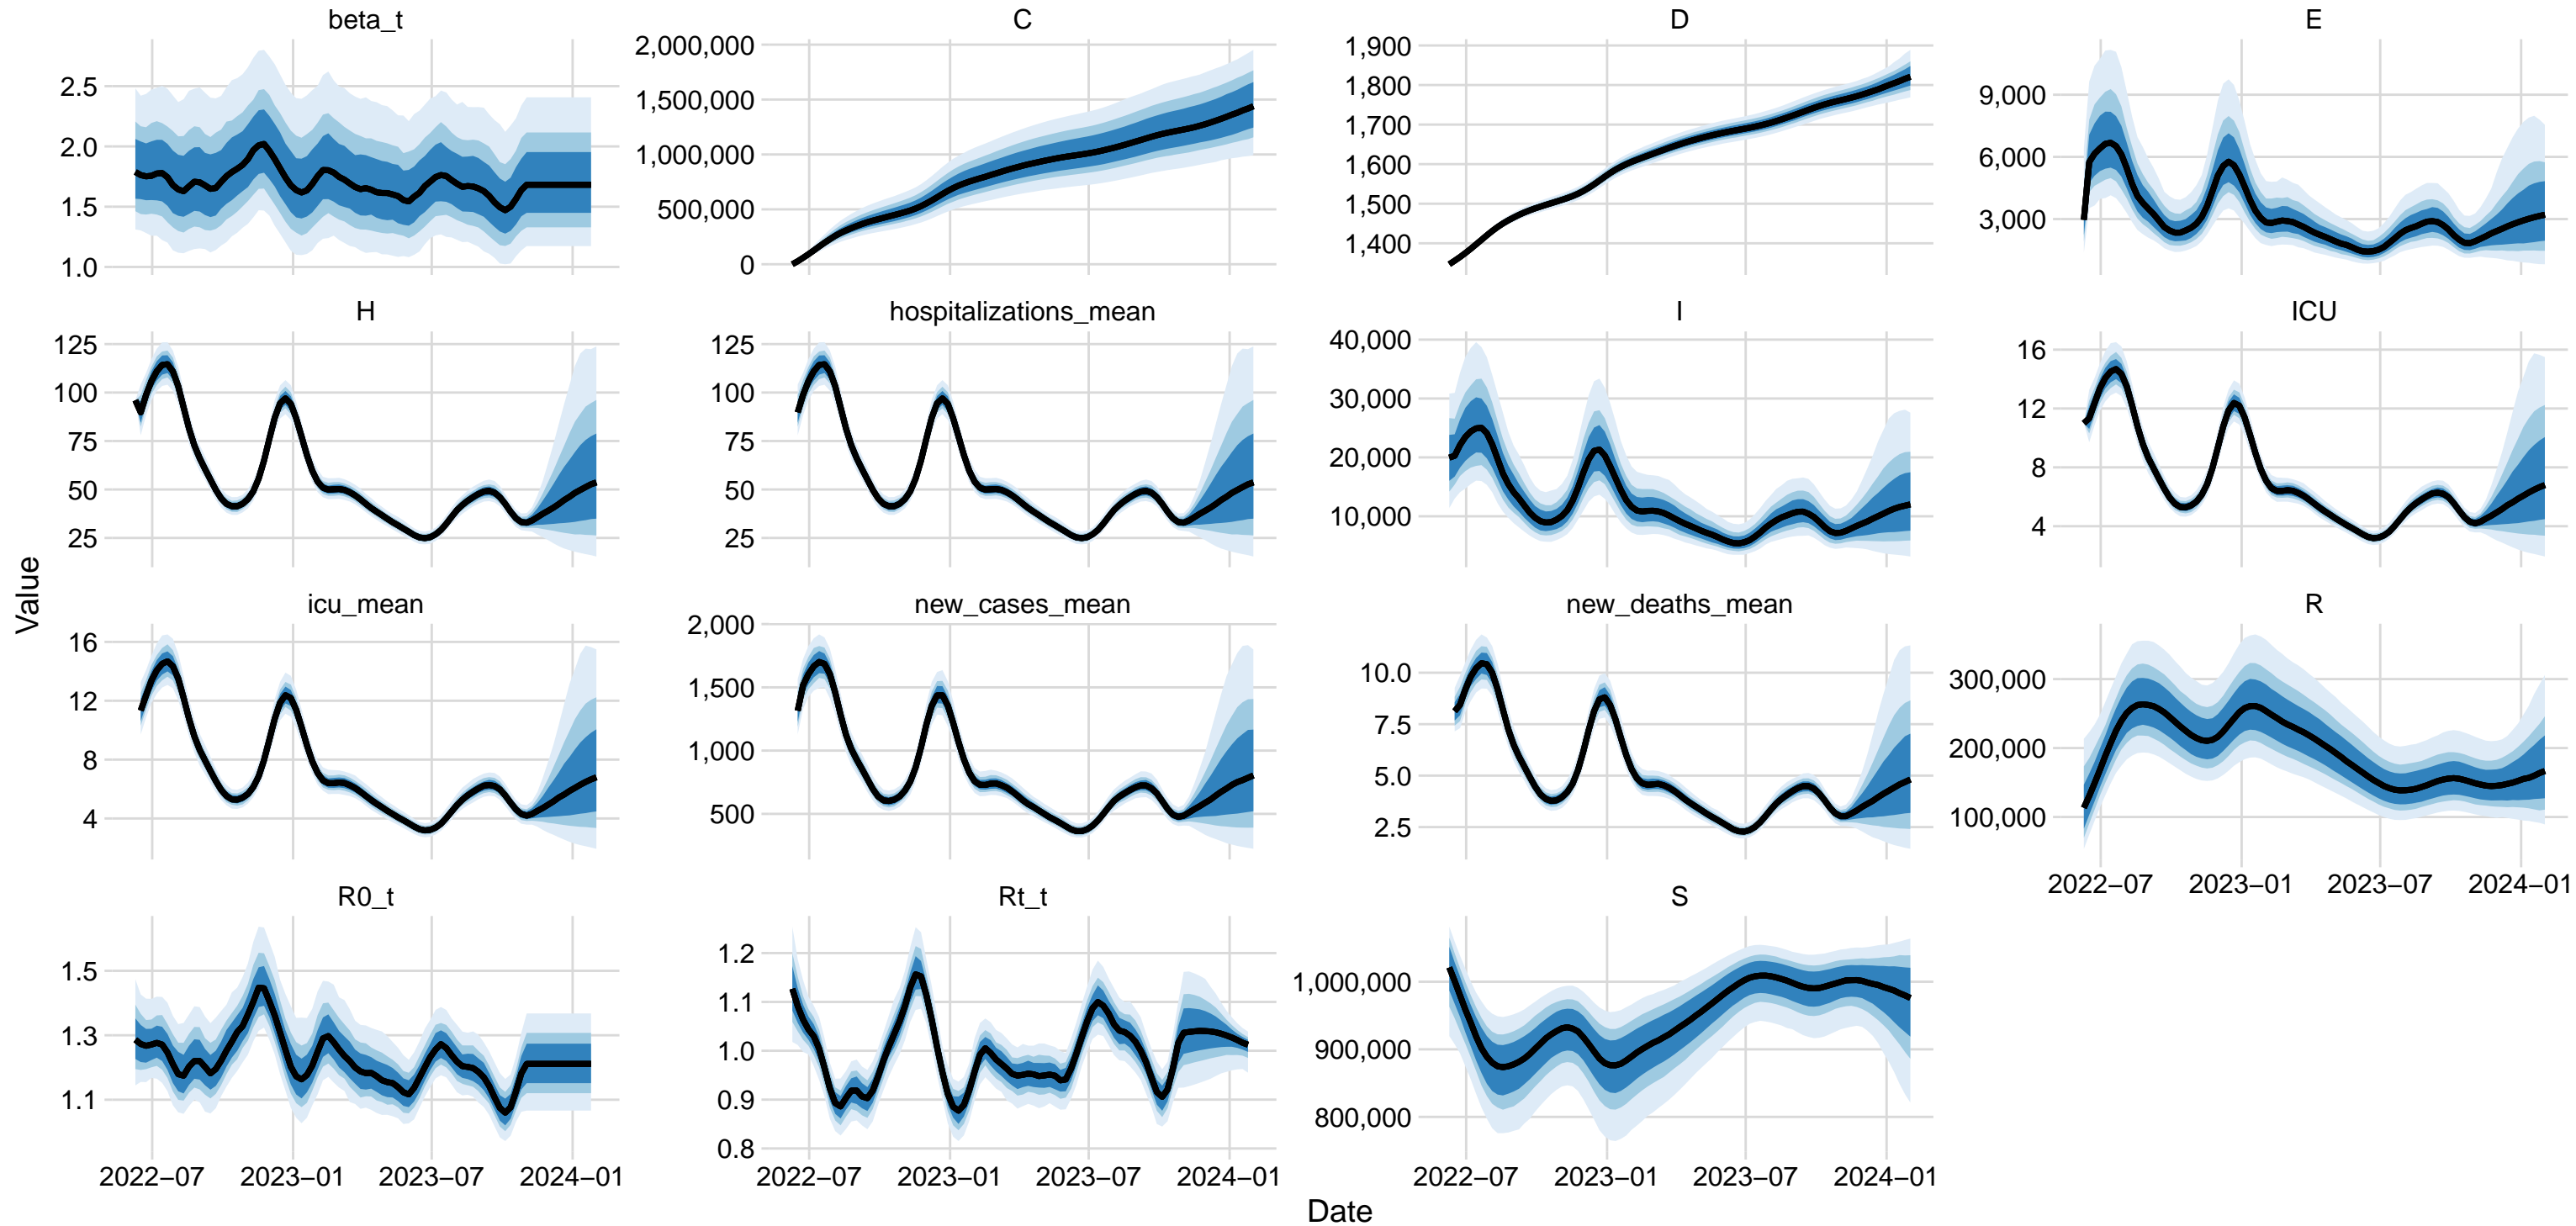 beta_t
C
D
E
2.5
2.0
1.5
1.0
2,000,000
1,500,000
1,000,000
500,000
0
1,900
1,800
1,700
1,600
1,500
1,400
9,000
6,000
3,000
H
hospitalizations_mean
I
ICU
125
100
75
50
25
125
100
75
50
25
40,000
30,000
20,000
10,000
16
12
8
4
Value
icu_mean
new_cases_mean
new_deaths_mean
R
16
12
8
4
2,000
1,500
1,000
500
10.0
7.5
5.0
2.5
300,000
200,000
100,000
2022−07 2023−01 2023−07 2024−01
R0_t
Rt_t
S
1.5
1.3
1.1
1.2
1.1
1.0
0.9
0.8
1,000,000
900,000
800,000
2022−07 2023−01 2023−07 2024−01
2022−07 2023−01 2023−07 2024−01
2022−07 2023−01 2023−07 2024−01
Date